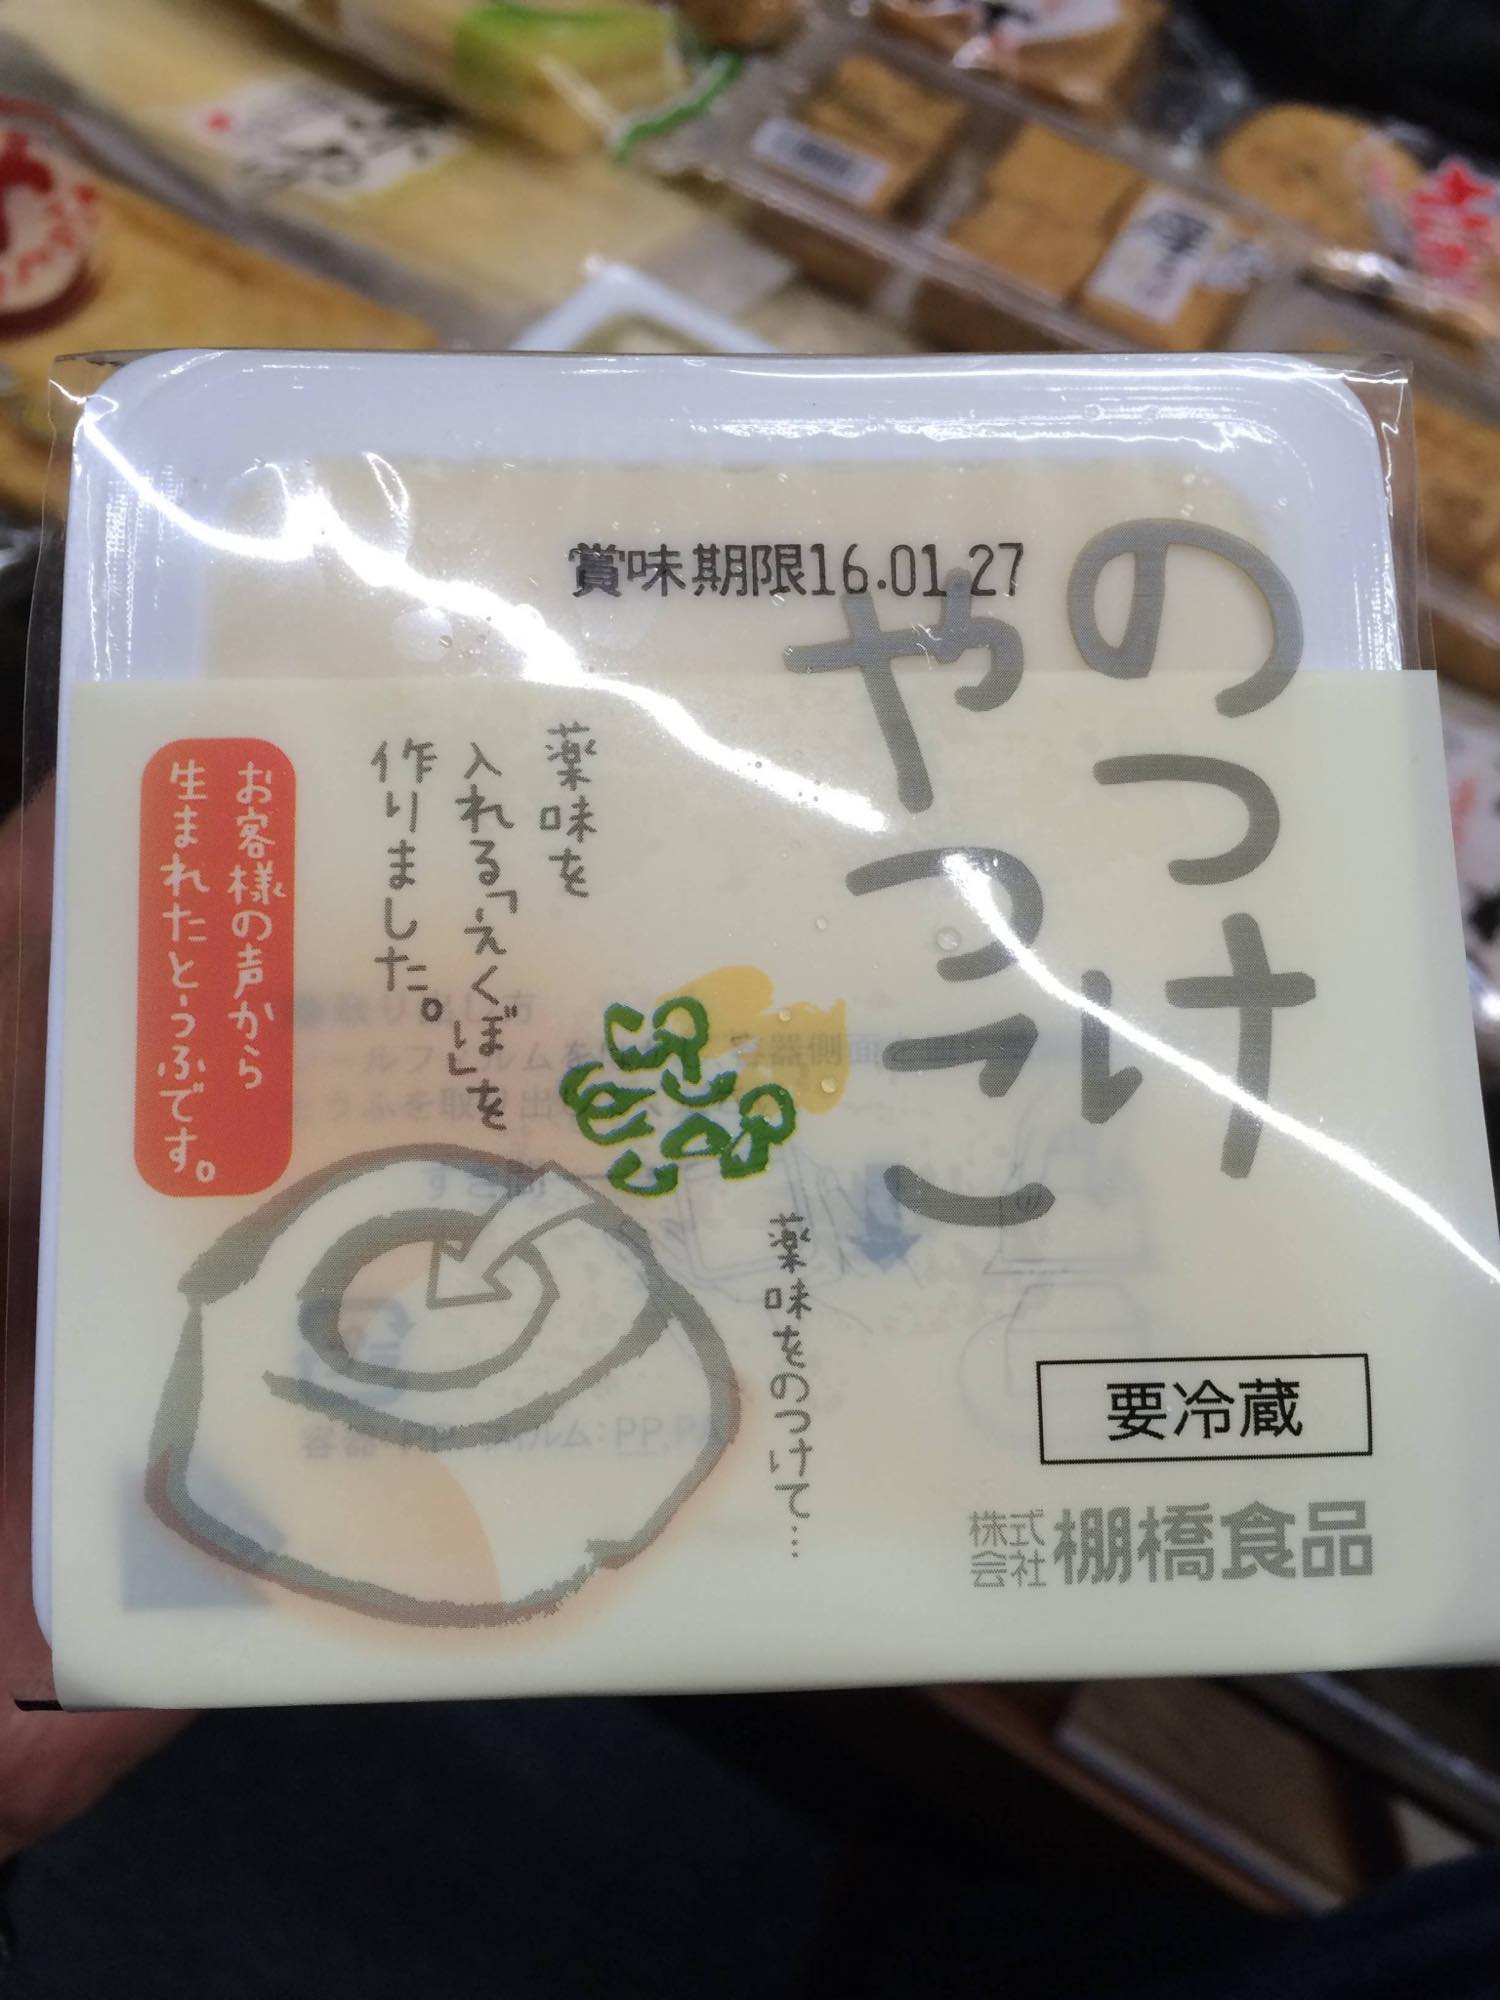 賞味期限16.01.27
のっけ
やっこ
薬味を
入れる「えくぼ」を
作りました。
お客様の声から
生まれたとうふです。
薬味をのっけて…
要冷蔵
株式会社 棚橋食品